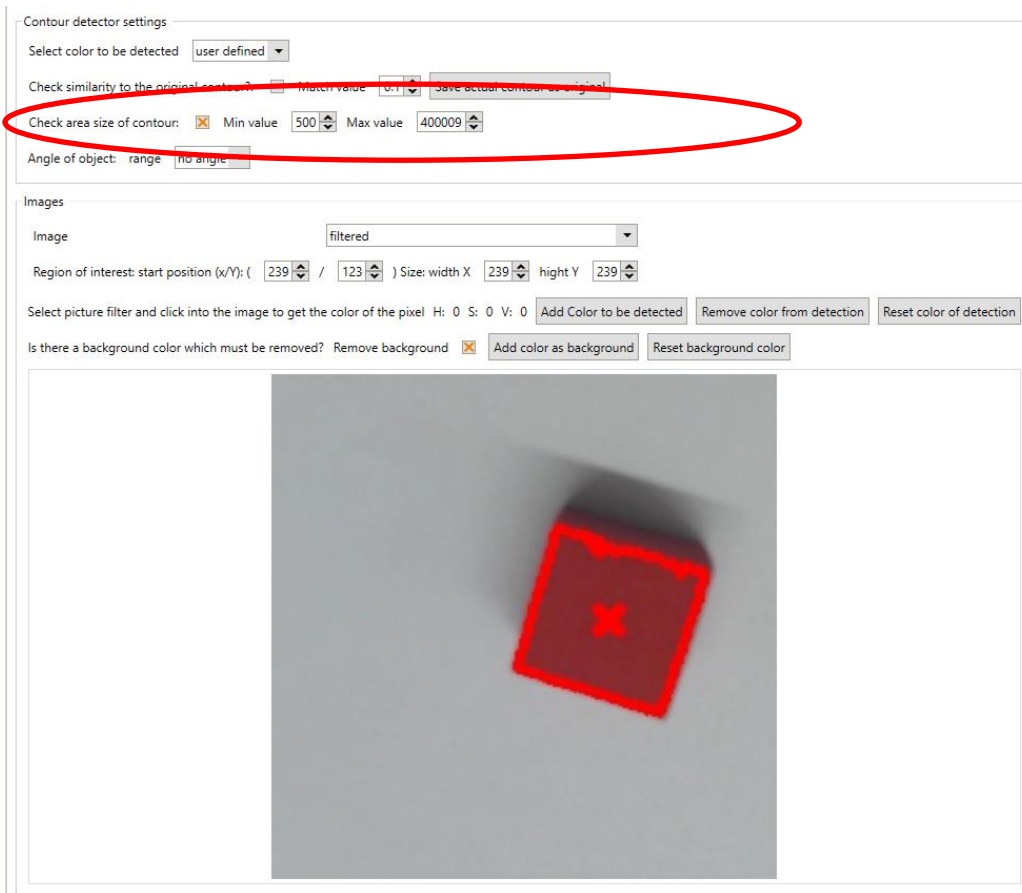 Contour detector settings
Select color to be detected user defined
Check similarity to the original contour?: Match value 0.1 Save actual contour as original
Check area size of contour: Min value 500 Max value 400009
Angle of object: range no angle
Images
Image filtered
Region of interest: start position (x/Y): ( 239 / 123 ) Size: width X 239 hight Y 239
Select picture filter and click into the image to get the color of the pixel H: 0 S: 0 V: 0 Add Color to be detected Remove color from detection Reset color of detection
Is there a background color which must be removed? Remove background Add color as background Reset background color